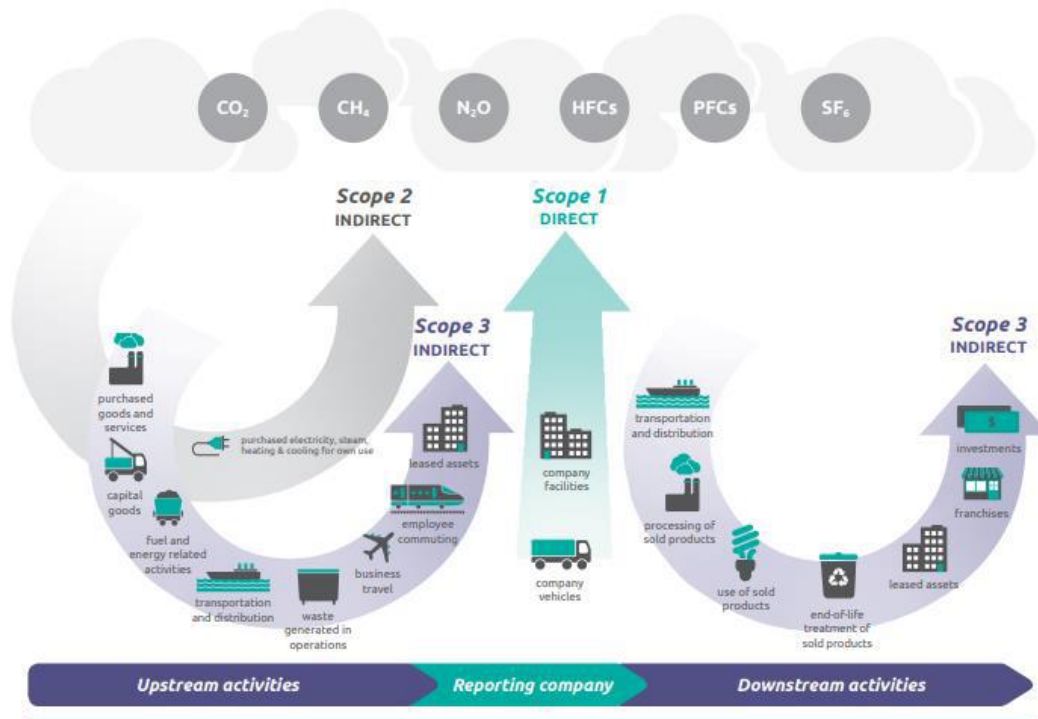 CO₂
CH₄
N₂O
HFCs
PFCs
SF₆
Scope 2
INDIRECT
Scope 1
DIRECT
Scope 3
INDIRECT
Scope 3
INDIRECT
purchased
goods and
services
capital
goods
fuel and
energy related
activities
purchased electricity, steam,
heating & cooling for own use
transportation
and distribution
waste
generated in
operations
business
travel
employee
commuting
leased assets
company
facilities
company
vehicles
transportation
and distribution
processing of
sold products
use of sold
products
end-of-life
treatment of
sold products
leased assets
franchises
$
investments
Upstream activities
Reporting company
Downstream activities